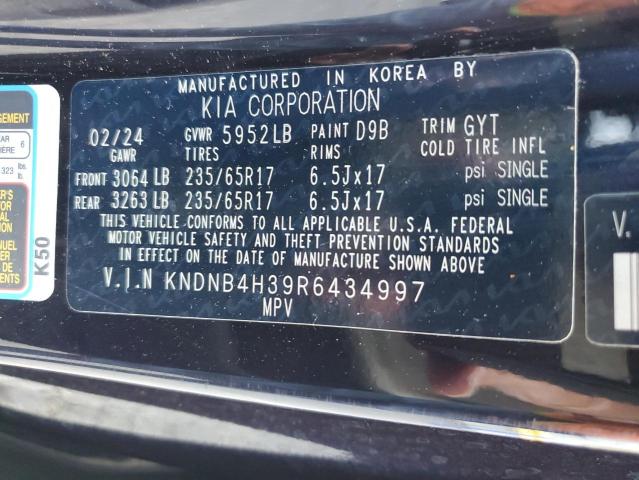 MANUFACTURED IN KOREA BY
KIA CORPORATION
02/24 GVWR 5952LB PAINT D9B TRIM GYT
GAWR TIRES RIMS COLD TIRE INFL
FRONT 3064 LB 235/65R17 6.5Jx17 psi SINGLE
REAR 3263 LB 235/65R17 6.5Jx17 psi SINGLE
THIS VEHICLE CONFORMS TO ALL APPLICABLE U.S.A. FEDERAL
MOTOR VEHICLE SAFETY AND THEFT PREVENTION STANDARDS
IN EFFECT ON THE DATE OF MANUFACTURE SHOWN ABOVE.
V.I.N KNDNB4H39R6434997
MPV
6
323 lbs.
K50
V.